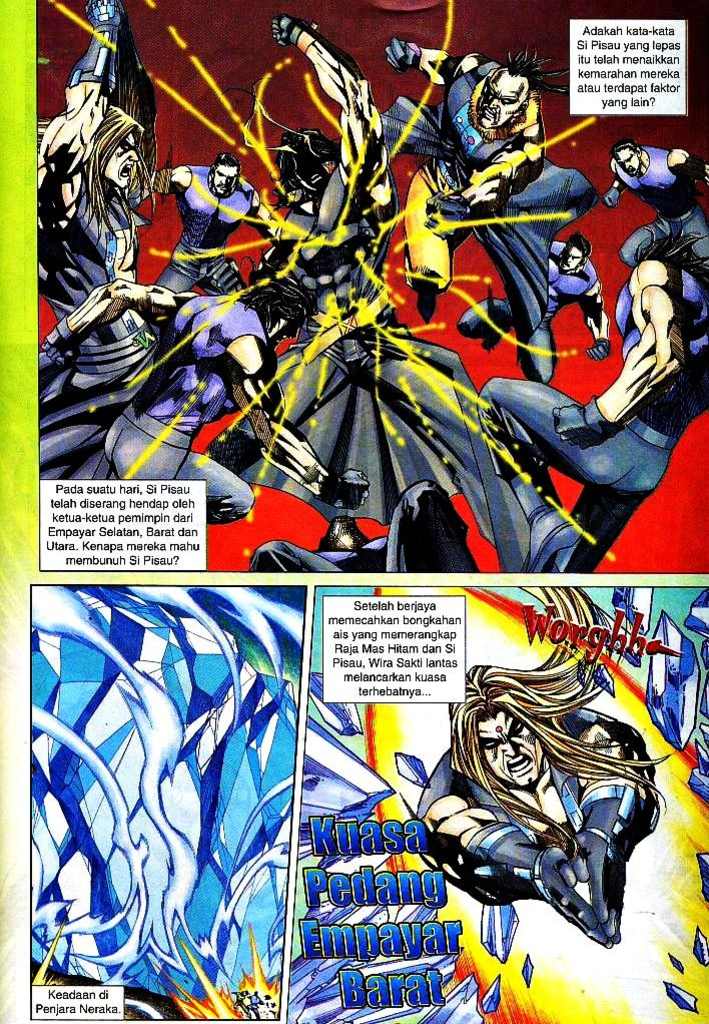 Adakah kata-kata
Si Pisau yang lepas
itu telah menaikkan
kemarahan mereka
atau terdapat faktor
yang lain?
Pada suatu hari, Si Pisau
telah diserang hendap oleh
ketua-ketua pemimpin dari
Empayar Selatan, Barat dan
Utara. Kenapa mereka mahu
membunuh Si Pisau?
Setelah berjaya
memecahkan bongkahan
ais yang memerangkap
Raja Mas Hitam dan Si
Pisau, Wira Sakti lantas
melancarkan kuasa
terhebatnya...
Worghh
Kuasa
Pedang
Empayar
Barat
Keadaan di
Penjara Neraka.